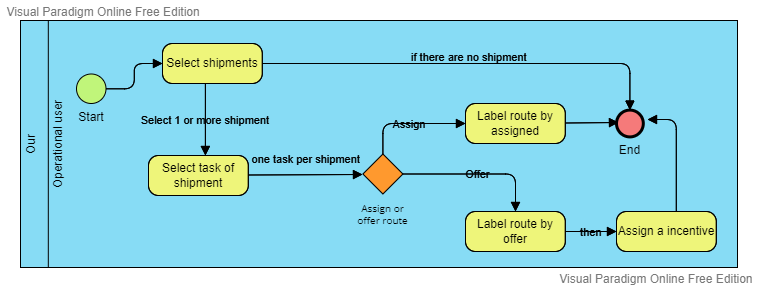 Visual Paradigm Online Free Edition
Our
Operational user
Start
Select shipments
if there are no shipment
Select 1 or more shipment
Select task of
shipment
one task per shipment
Assign or
offer route
Assign
Label route by
assigned
End
Offer
Label route by
offer
then
Assign a incentive
Visual Paradigm Online Free Edition